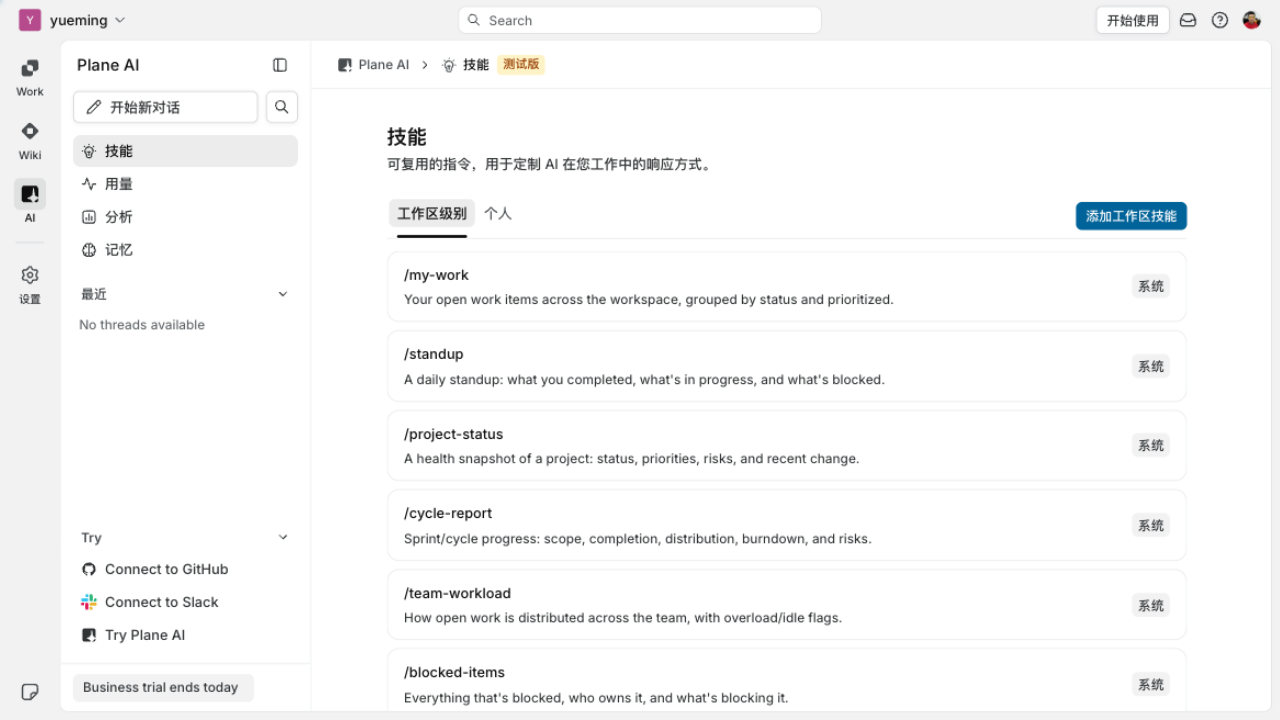 Y yueming
Search
开始使用
Work
Wiki
AI
设置
Plane AI
开始新对话
技能
用量
分析
记忆
最近
No threads available
Try
Connect to GitHub
Connect to Slack
Try Plane AI
Business trial ends today
Plane AI > 技能 测试版
技能
可复用的指令，用于定制 AI 在您工作中的响应方式。
工作区级别 个人
添加工作区技能
/my-work
Your open work items across the workspace, grouped by status and prioritized.
系统
/standup
A daily standup: what you completed, what's in progress, and what's blocked.
系统
/project-status
A health snapshot of a project: status, priorities, risks, and recent change.
系统
/cycle-report
Sprint/cycle progress: scope, completion, distribution, burndown, and risks.
系统
/team-workload
How open work is distributed across the team, with overload/idle flags.
系统
/blocked-items
Everything that's blocked, who owns it, and what's blocking it.
系统